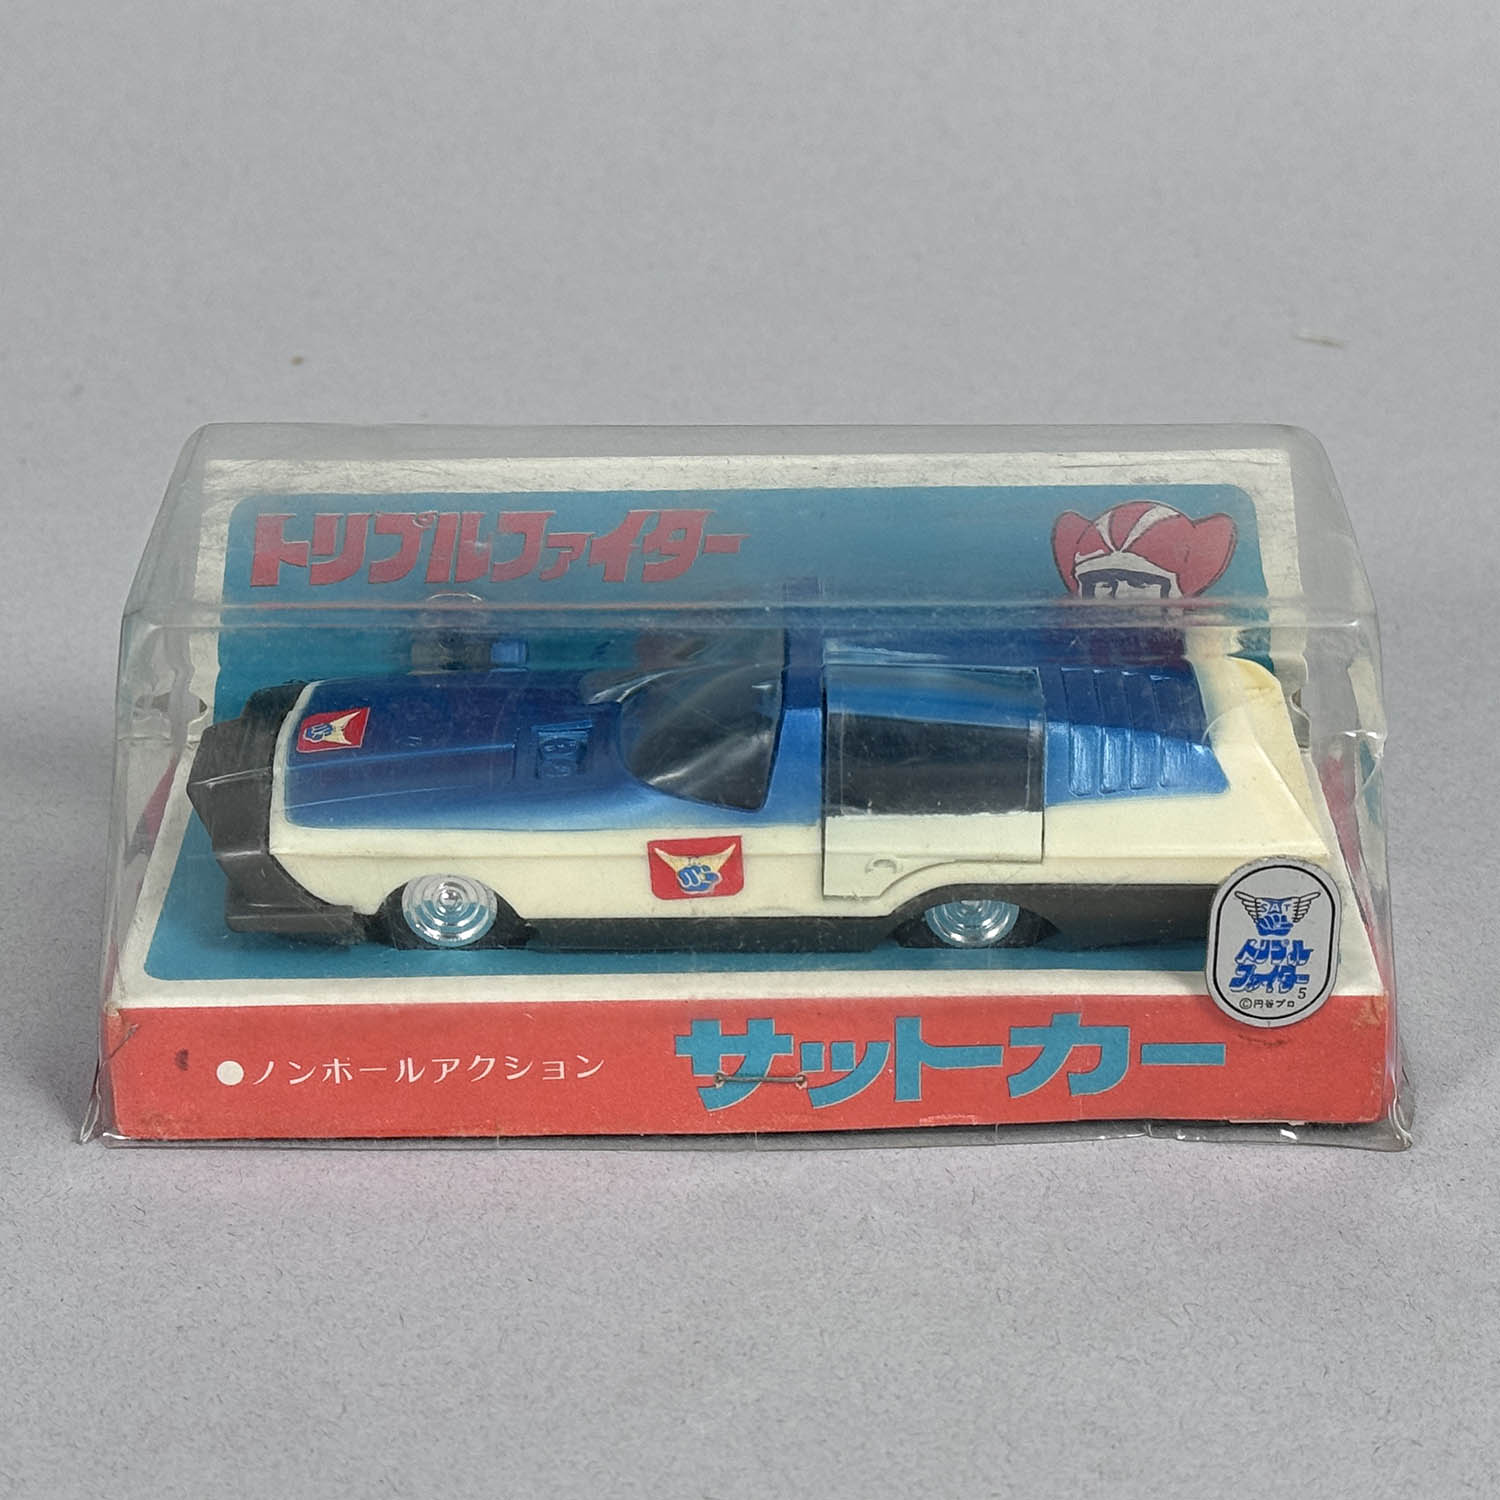 トリプルファイター
SAT
トリプル
ファイター
©円谷プロ 5
●ノンボールアクション
サットカー